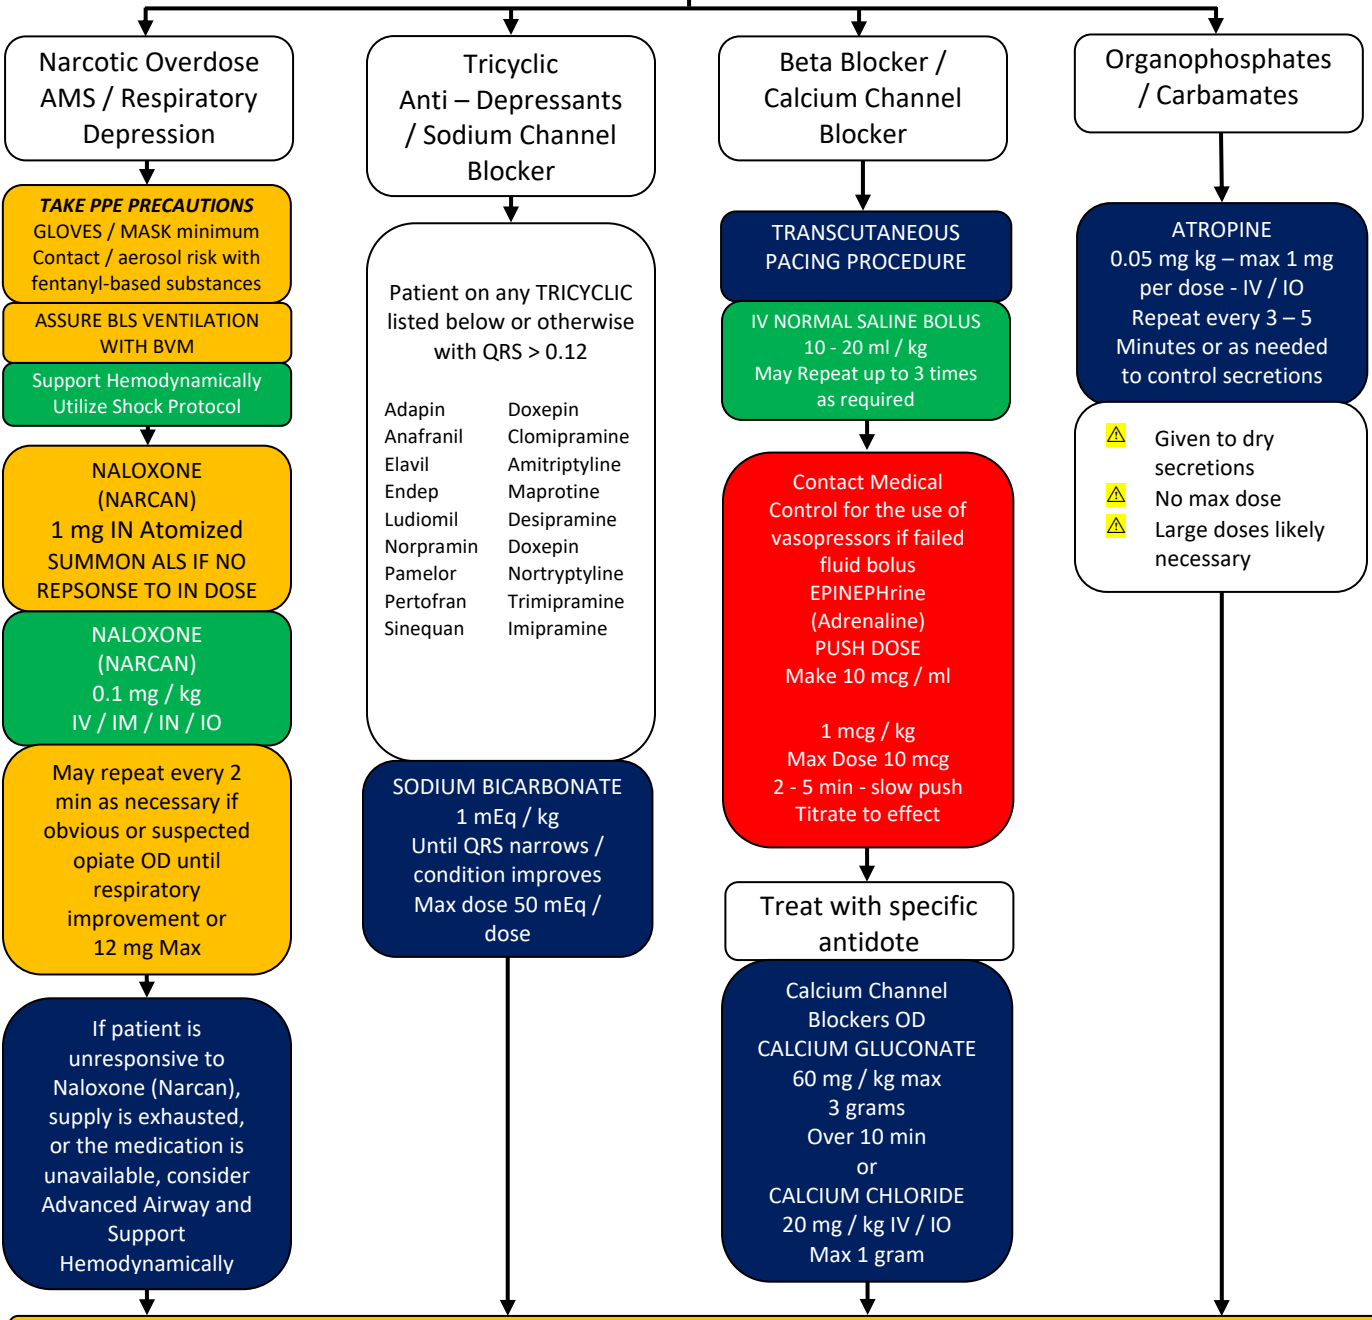 Narcotic Overdose
AMS / Respiratory
Depression
TAKE PPE PRECAUTIONS
GLOVES / MASK minimum
Contact / aerosol risk with
fentanyl-based substances
ASSURE BLS VENTILATION
WITH BVM
Support Hemodynamically
Utilize Shock Protocol
NALOXONE
(NARCAN)
1 mg IN Atomized
SUMMON ALS IF NO
REPSONSE TO IN DOSE
NALOXONE
(NARCAN)
0.1 mg / kg
IV / IM / IN / IO
May repeat every 2
min as necessary if
obvious or suspected
opiate OD until
respiratory
improvement or
12 mg Max
If patient is
unresponsive to
Naloxone (Narcan),
supply is exhausted,
or the medication is
unavailable, consider
Advanced Airway and
Support
Hemodynamically
Tricyclic
Anti – Depressants
/ Sodium Channel
Blocker
Patient on any TRICYCLIC
listed below or otherwise
with QRS > 0.12
Adapin Doxepin
Anafranil Clomipramine
Elavil Amitriptyline
Endep Maprotine
Ludiomil Desipramine
Norpramin Doxepin
Pamelor Nortryptyline
Pertofran Trimipramine
Sinequan Imipramine
SODIUM BICARBONATE
1 mEq / kg
Until QRS narrows /
condition improves
Max dose 50 mEq /
dose
Beta Blocker /
Calcium Channel
Blocker
TRANSCUTANEOUS
PACING PROCEDURE
IV NORMAL SALINE BOLUS
10 - 20 ml / kg
May Repeat up to 3 times
as required
Contact Medical
Control for the use of
vasopressors if failed
fluid bolus
EPINEPHrine
(Adrenaline)
PUSH DOSE
Make 10 mcg / ml
1 mcg / kg
Max Dose 10 mcg
2 - 5 min - slow push
Titrate to effect
Treat with specific
antidote
Calcium Channel
Blockers OD
CALCIUM GLUCONATE
60 mg / kg max
3 grams
Over 10 min
or
CALCIUM CHLORIDE
20 mg / kg IV / IO
Max 1 gram
Organophosphates
/ Carbamates
ATROPINE
0.05 mg kg – max 1 mg
per dose - IV / IO
Repeat every 3 – 5
Minutes or as needed
to control secretions
⚠ Given to dry
secretions
⚠ No max dose
⚠ Large doses likely
necessary